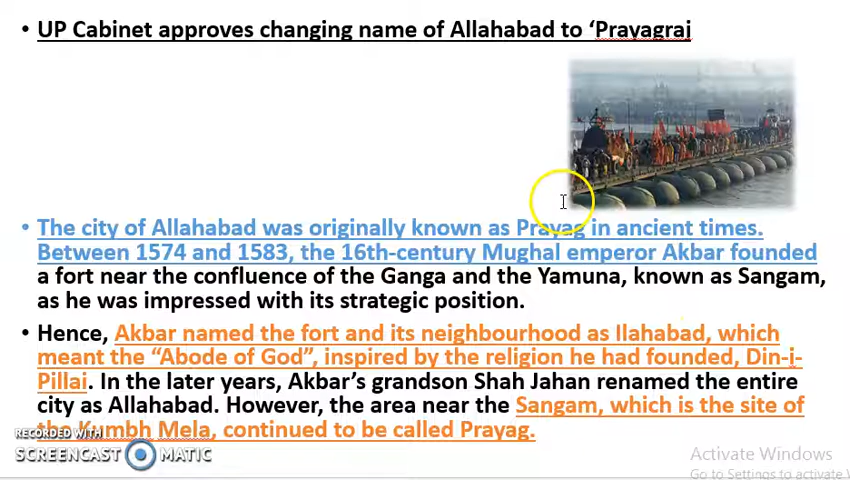 • UP Cabinet approves changing name of Allahabad to ‘Prayagraj
• The city of Allahabad was originally known as Prayag in ancient times.
Between 1574 and 1583, the 16th-century Mughal emperor Akbar founded
a fort near the confluence of the Ganga and the Yamuna, known as Sangam,
as he was impressed with its strategic position.
• Hence, Akbar named the fort and its neighbourhood as Ilahabad, which
meant the “Abode of God”, inspired by the religion he had founded, Din-i-
Pillai. In the later years, Akbar’s grandson Shah Jahan renamed the entire
city as Allahabad. However, the area near the Sangam, which is the site of
the Kumbh Mela, continued to be called Prayag.
RECORDED WITH
SCREENCAST MATIC
Activate Windows
Go to Settings to activate